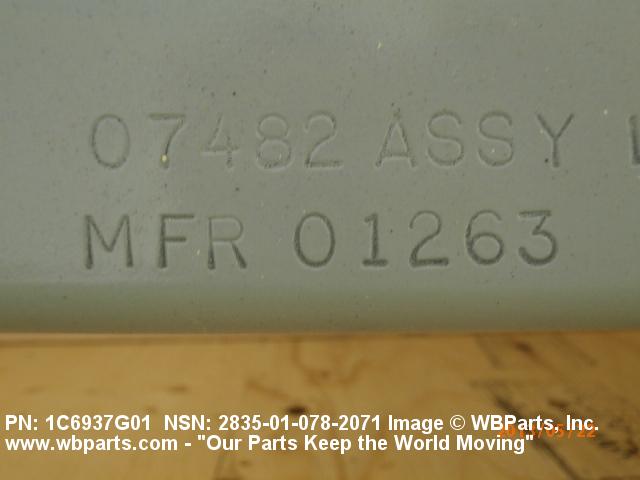 07482 ASSY
MFR 01263
PN: 1C6937G01 NSN: 2835-01-078-2071 Image © WBParts, Inc.
www.wbparts.com - "Our Parts Keep the World Moving"